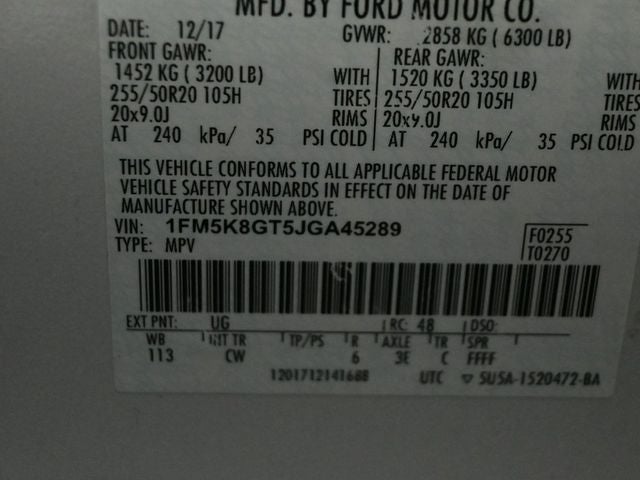 MFD. BY FORD MOTOR CO.
DATE: 12/17 GVWR: 2858 KG ( 6300 LB)
FRONT GAWR: REAR GAWR:
1452 KG ( 3200 LB) WITH 1520 KG ( 3350 LB) WITH
255/50R20 105H TIRES 255/50R20 105H TIRES
20x9.0J RIMS 20x9.0J RIMS
AT 240 kPa/ 35 PSI COLD AT 240 kPa/ 35 PSI COLD
THIS VEHICLE CONFORMS TO ALL APPLICABLE FEDERAL MOTOR
VEHICLE SAFETY STANDARDS IN EFFECT ON THE DATE OF
MANUFACTURE SHOWN ABOVE.
VIN: 1FM5K8GT5JGA45289 F0255
TYPE: MPV T0270
EXT PNT: UG RC: 48 DSO:
WB INT TR TP/PS R AXLE TR SPR
113 CW 6 3E C FFFF
1201712141688 UTC ▽ 5U5A-1520472-BA